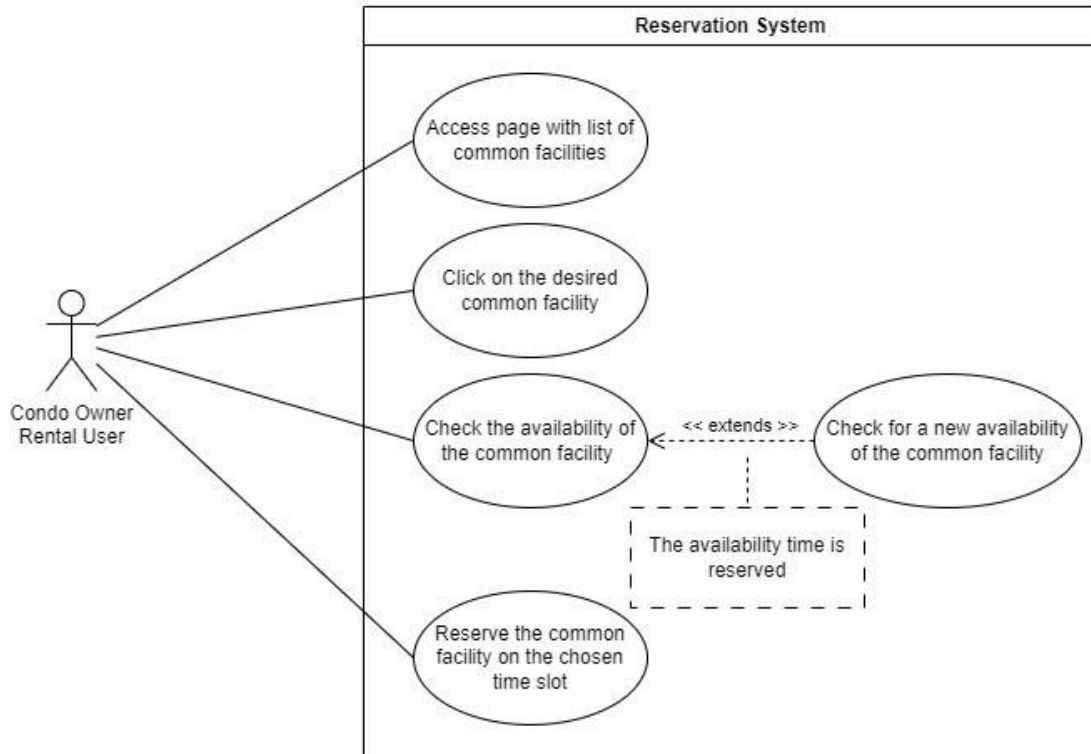 Reservation System
Access page with list of
common facilities
Click on the desired
common facility
Condo Owner
Rental User
Check the availability of
the common facility
<< extends >>
Check for a new availability
of the common facility
The availability time is
reserved
Reserve the common
facility on the chosen
time slot